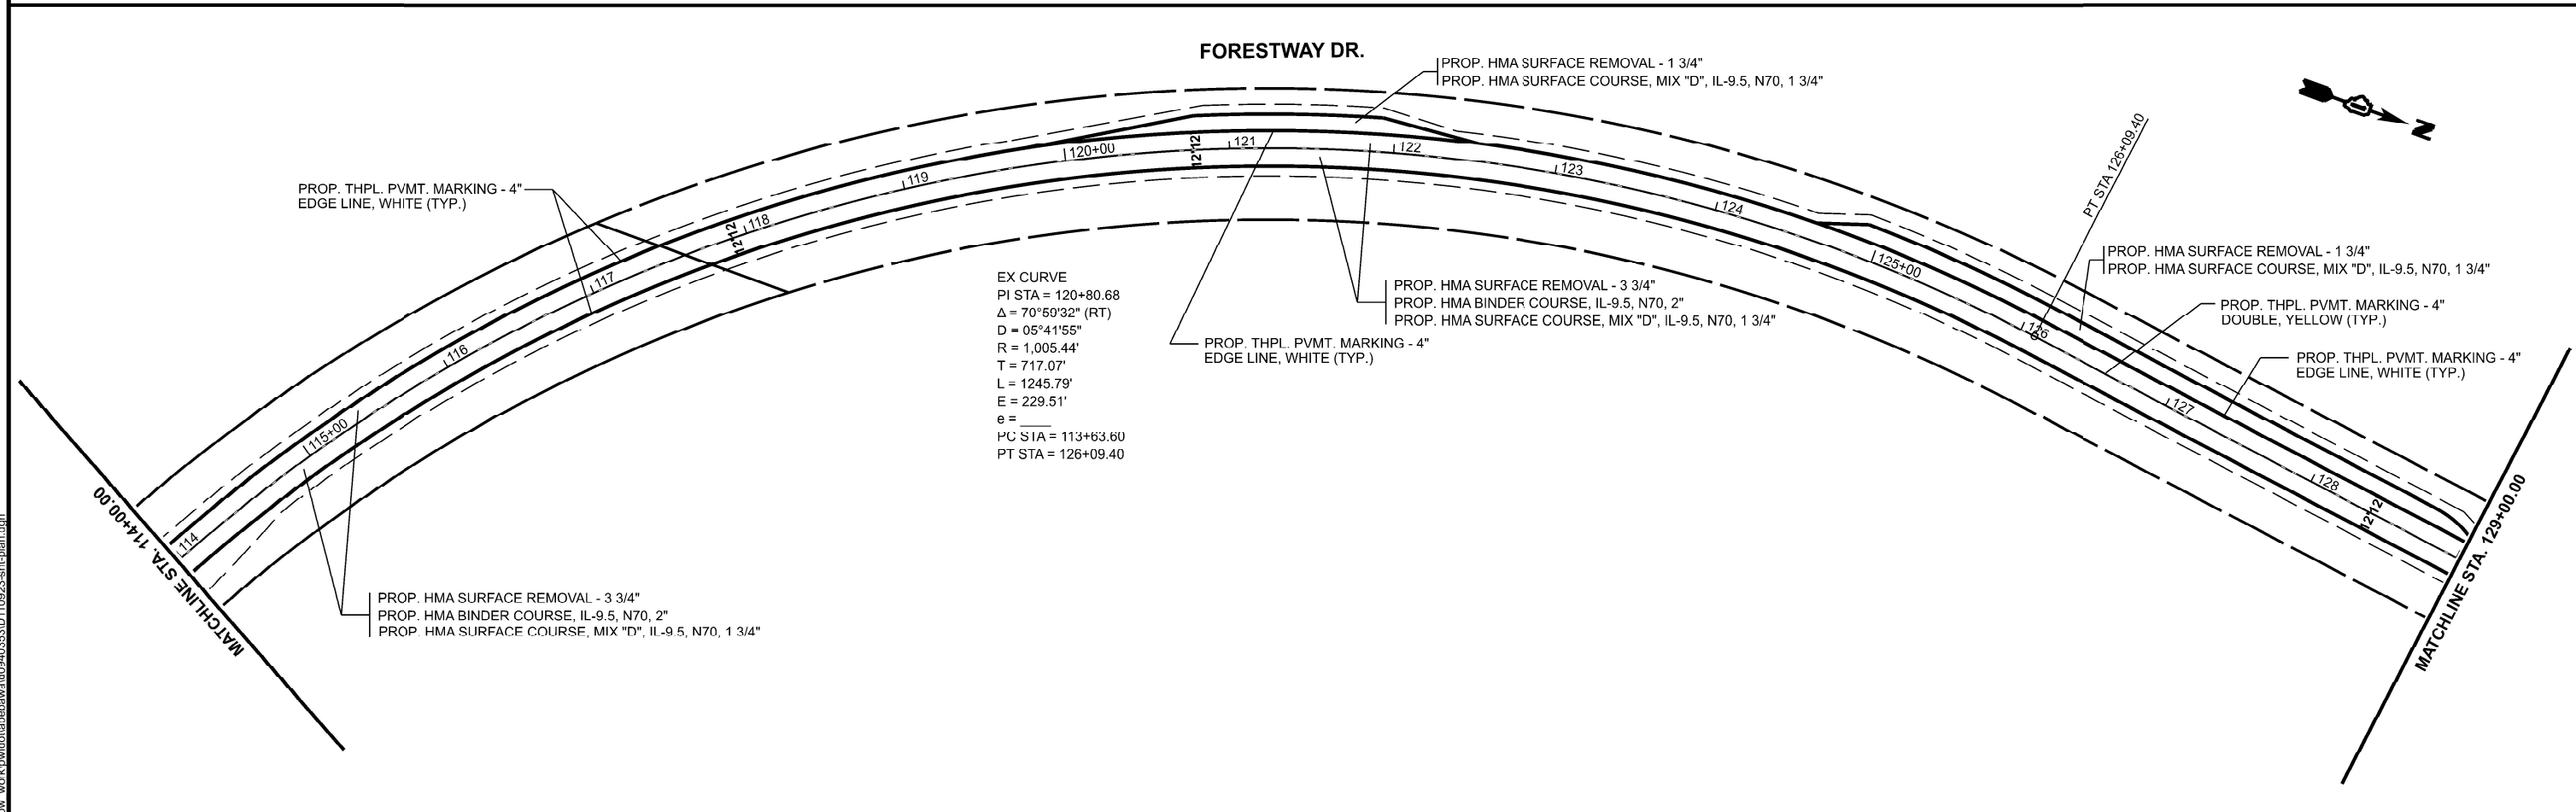 FORESTWAY DR.
PROP. HMA SURFACE REMOVAL - 1 3/4"
PROP. HMA SURFACE COURSE, MIX "D", IL-9.5, N70, 1 3/4"
N
PT STA 126+09.40
PROP. THPL. PVMT. MARKING - 4"
EDGE LINE, WHITE (TYP.)
114
115+00
116
117
118
119
120+00
121
122
123
124
125+00
126
127
128
12'
12'
12'
12'
12'
12'
PROP. HMA SURFACE REMOVAL - 1 3/4"
PROP. HMA SURFACE COURSE, MIX "D", IL-9.5, N70, 1 3/4"
PROP. THPL. PVMT. MARKING - 4"
DOUBLE, YELLOW (TYP.)
PROP. THPL. PVMT. MARKING - 4"
EDGE LINE, WHITE (TYP.)
EX CURVE
PI STA = 120+80.68
Δ = 70°59'32" (RT)
D = 05°41'55"
R = 1,005.44'
T = 717.07'
L = 1245.79'
E = 229.51'
e = ____
PC STA = 113+63.60
PT STA = 126+09.40
PROP. HMA SURFACE REMOVAL - 3 3/4"
PROP. HMA BINDER COURSE, IL-9.5, N70, 2"
PROP. HMA SURFACE COURSE, MIX "D", IL-9.5, N70, 1 3/4"
PROP. THPL. PVMT. MARKING - 4"
EDGE LINE, WHITE (TYP.)
MATCHLINE STA. 114+00.00
MATCHLINE STA. 129+00.00
PROP. HMA SURFACE REMOVAL - 3 3/4"
PROP. HMA BINDER COURSE, IL-9.5, N70, 2"
PROP. HMA SURFACE COURSE, MIX "D", IL-9.5, N70, 1 3/4"